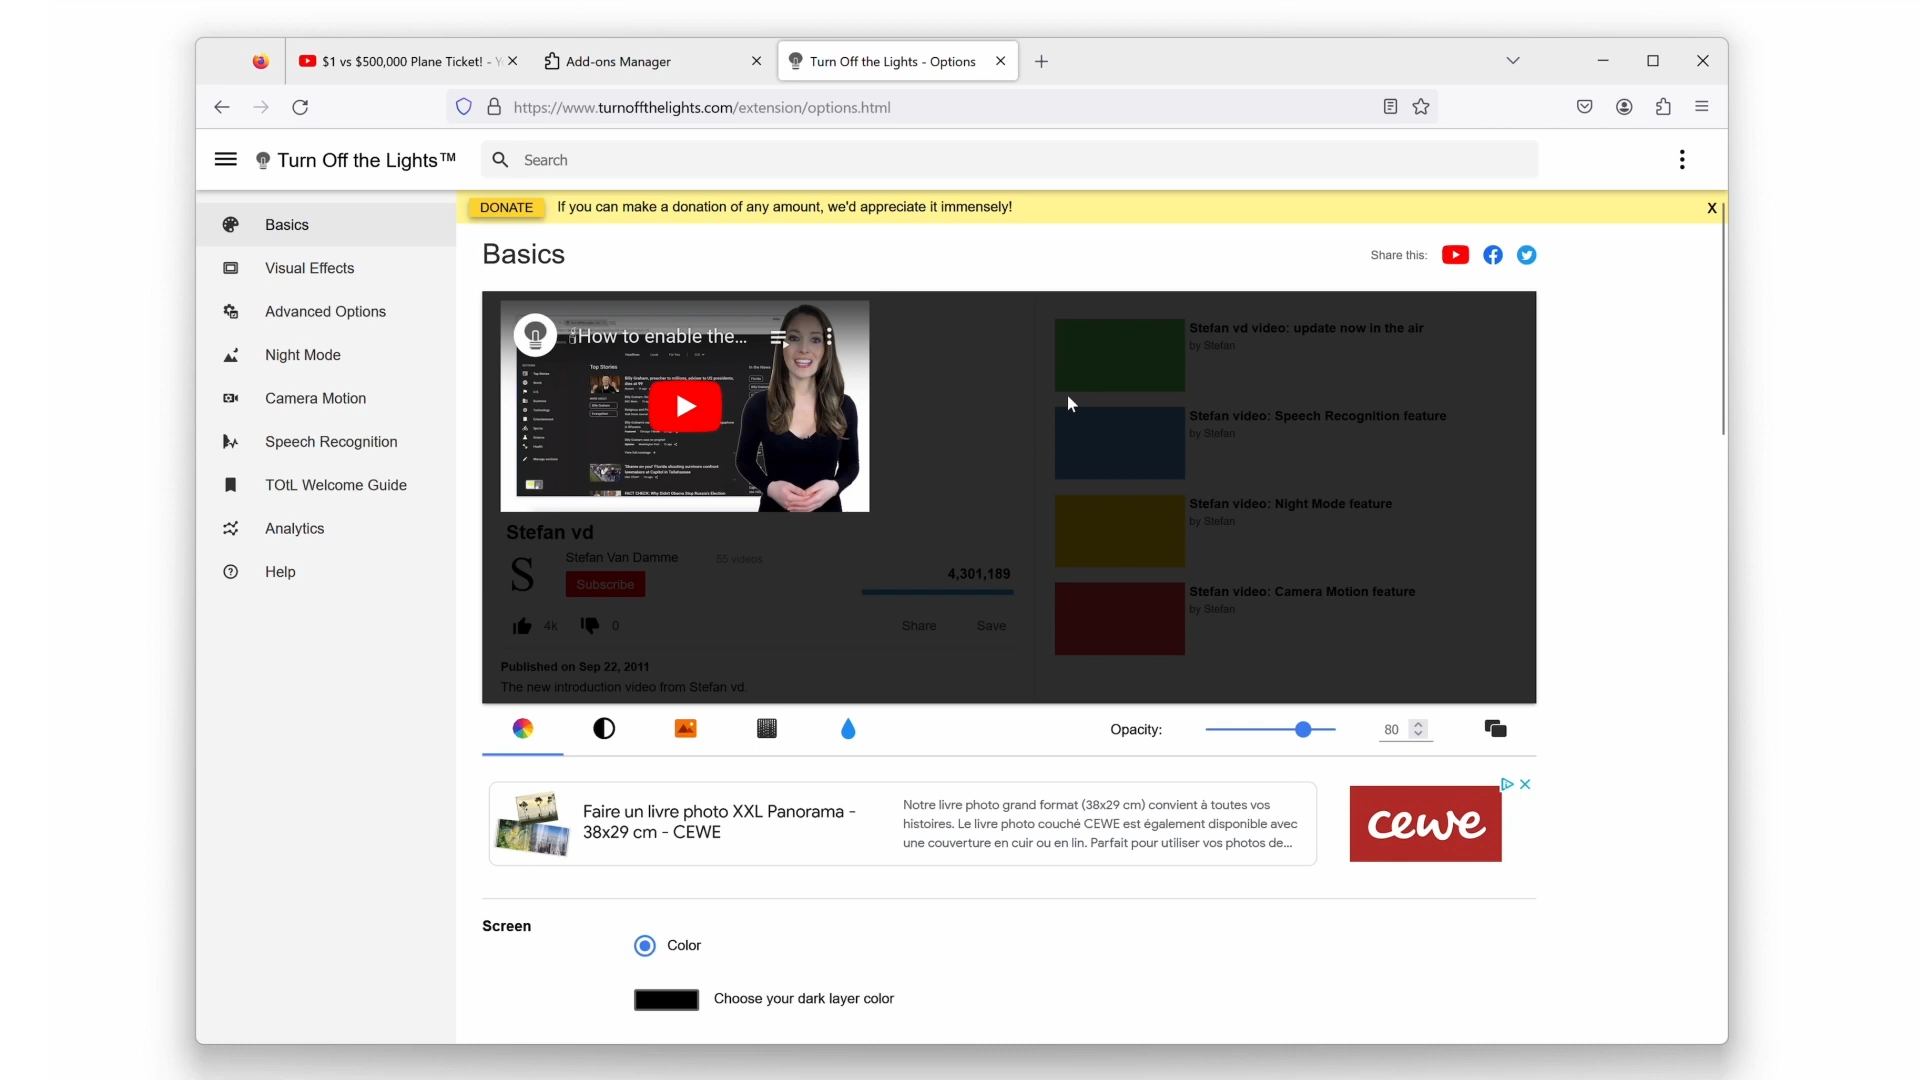 $1 vs $500,000 Plane Ticket! -
Add-ons Manager
Turn Off the Lights - Options
https://www.turnoffthelights.com/extension/options.html
Turn Off the Lights™
Search
DONATE
If you can make a donation of any amount, we'd appreciate it immensely!
X
Basics
Visual Effects
Advanced Options
Night Mode
Camera Motion
Speech Recognition
TOtL Welcome Guide
Analytics
Help
Basics
Share this:
How to enable the...
Top Stories
Stefan vd
Stefan Van Damme
55 videos
S
Subscribe
4,301,189
4k
0
Share
Save
Published on Sep 22, 2011
The new introduction video from Stefan vd.
Stefan vd video: update now in the air
by Stefan
Stefan video: Speech Recognition feature
by Stefan
Stefan video: Night Mode feature
by Stefan
Stefan video: Camera Motion feature
by Stefan
Opacity:
80
Faire un livre photo XXL Panorama -
38x29 cm - CEWE
Notre livre photo grand format (38x29 cm) convient à toutes vos
histoires. Le livre photo couché CEWE est également disponible avec
une couverture en cuir ou en lin. Parfait pour utiliser vos photos de...
cewe
Screen
Color
Choose your dark layer color